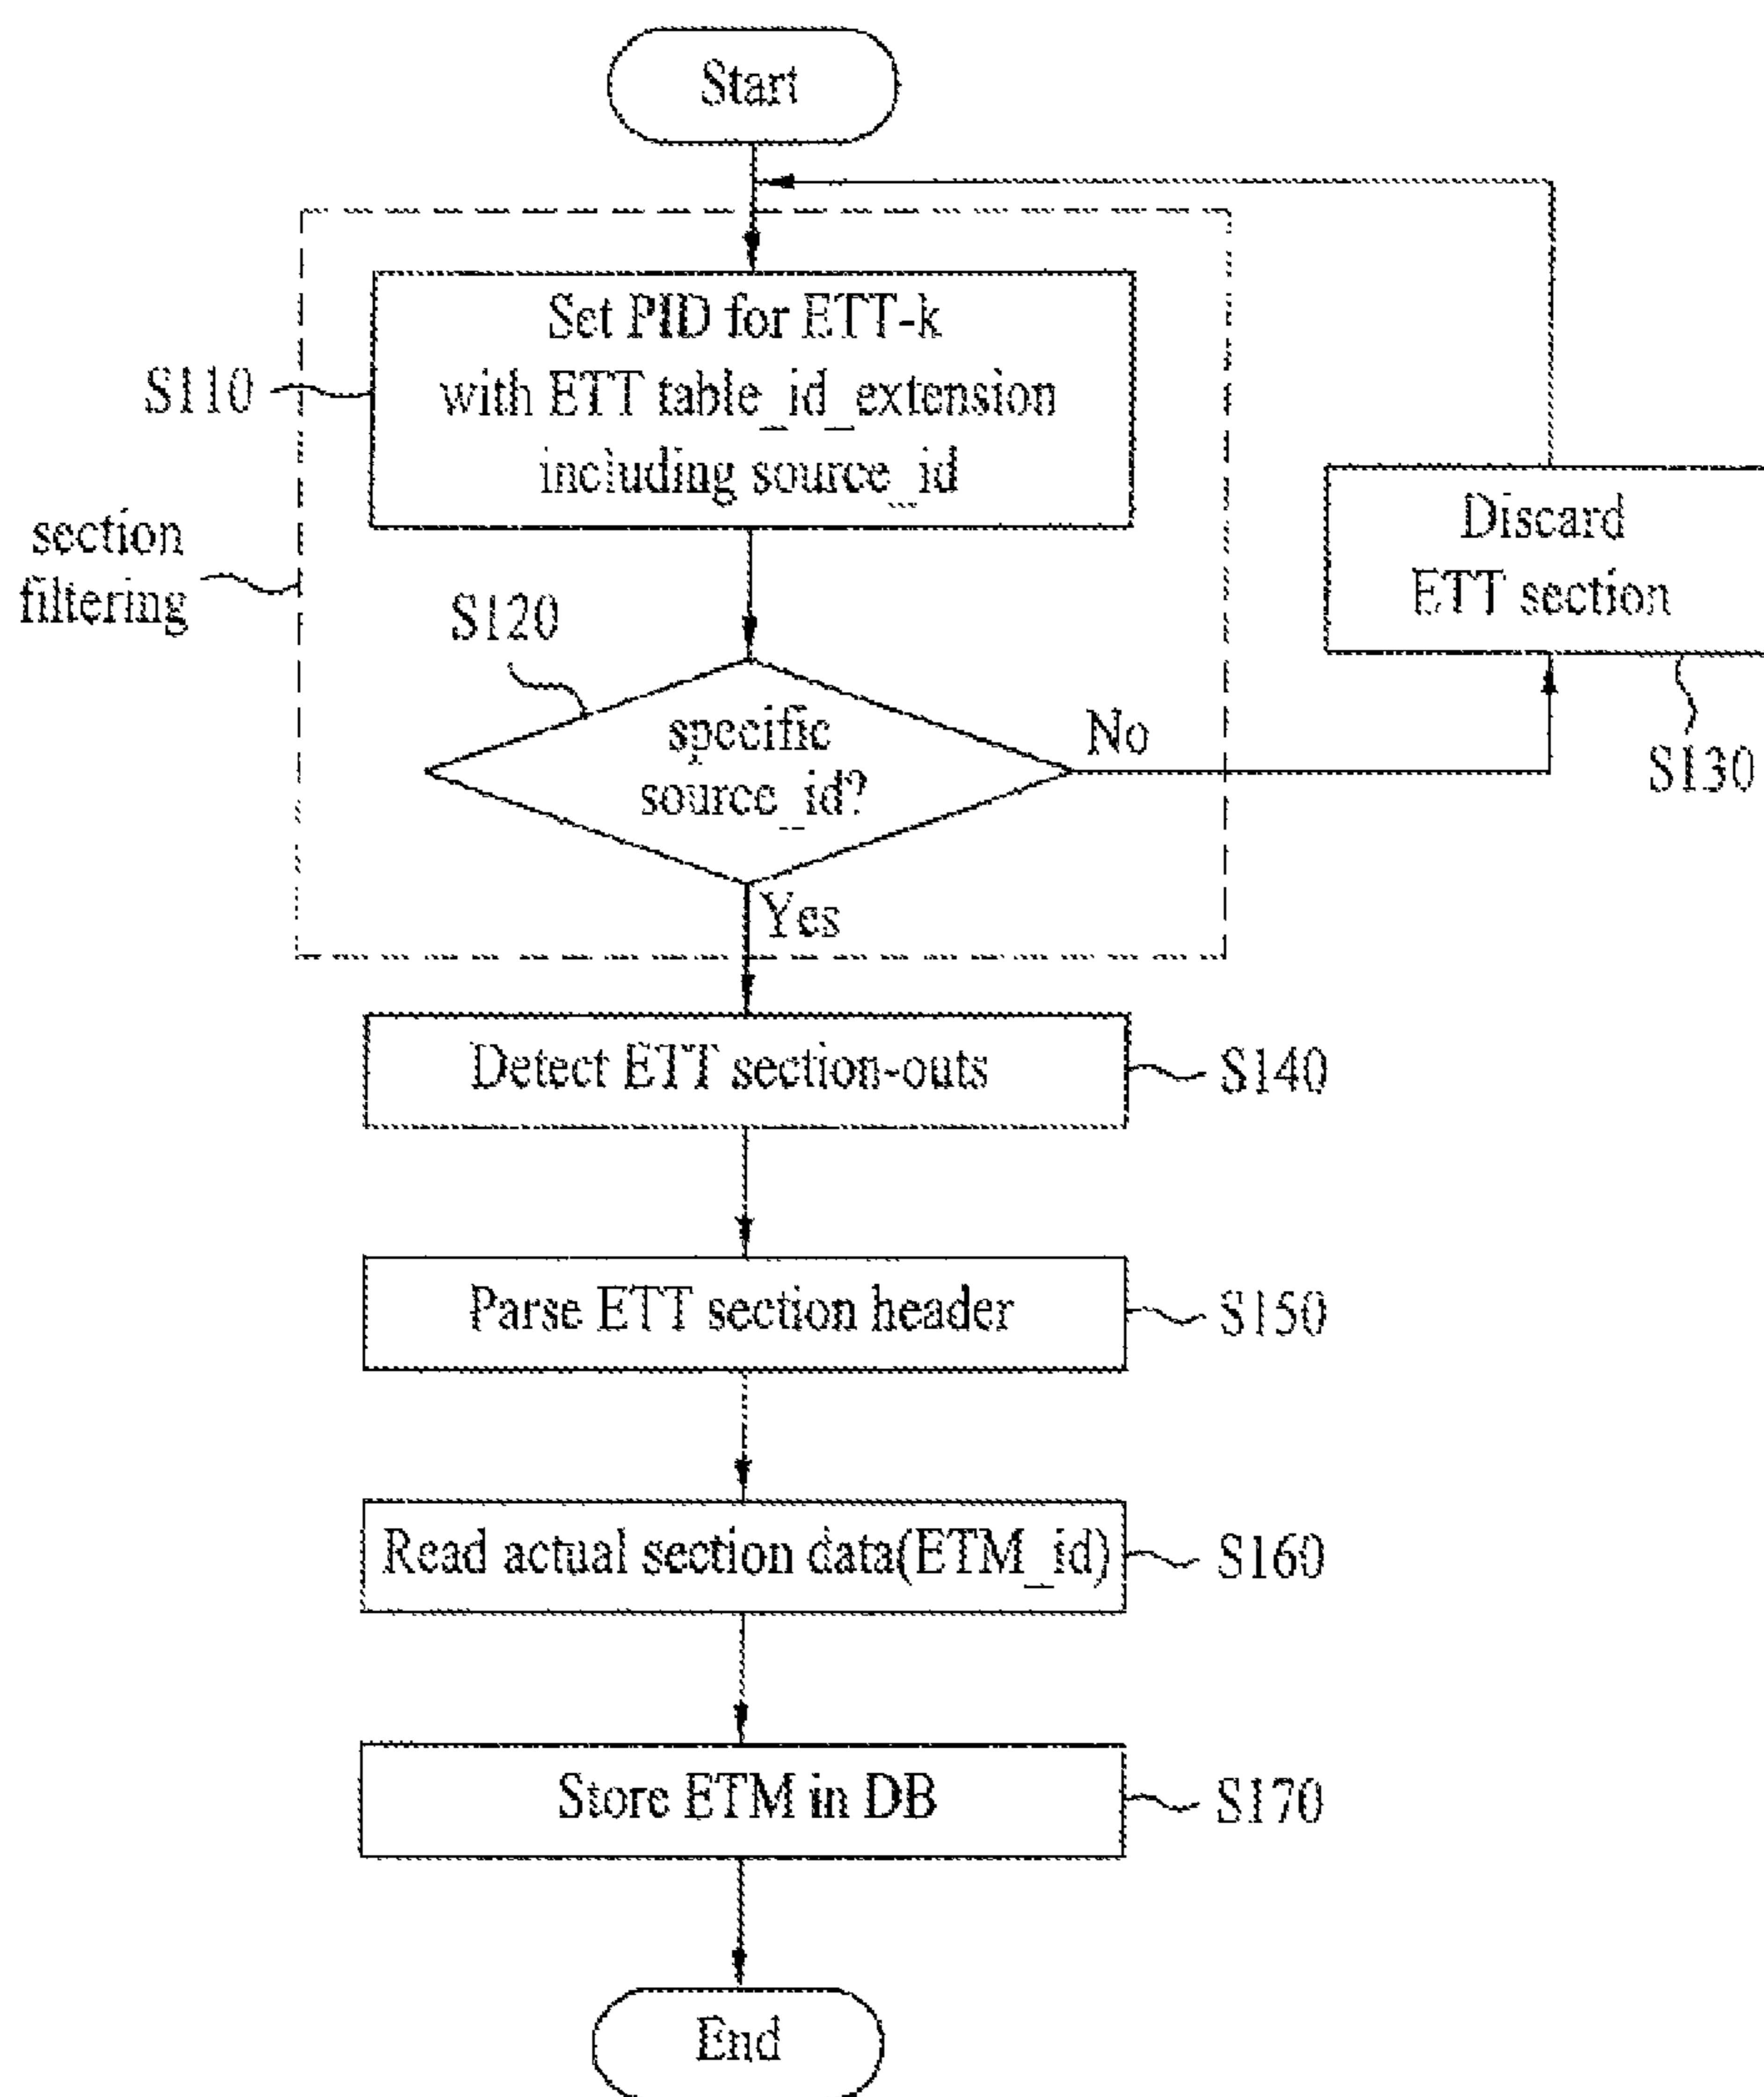 Start
Set PID for ETT-k
with ETT table_id_extension
including source_id
S110
section
filtering
S120
specific
source_id?
No
Yes
Discard
ETT section
S130
Detect ETT section-outs
S140
Parse ETT section header
S150
Read actual section data(ETM_id)
S160
Store ETM in DB
S170
End